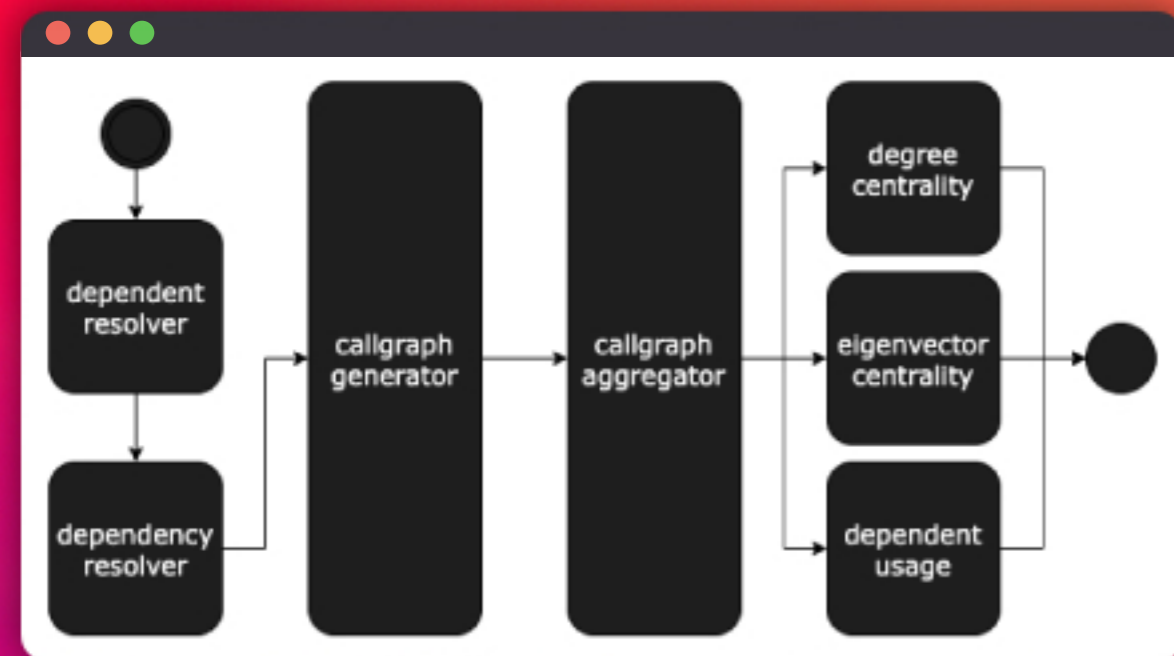 dependent
resolver
dependency
resolver
callgraph
generator
callgraph
aggregator
degree
centrality
eigenvector
centrality
dependent
usage